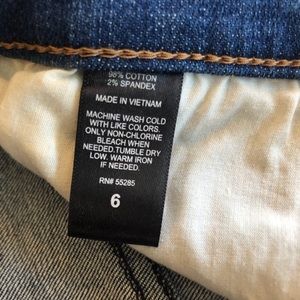 98% COTTON
2% SPANDEX
MADE IN VIETNAM
MACHINE WASH COLD
WITH LIKE COLORS.
ONLY NON-CHLORINE
BLEACH WHEN
NEEDED.TUMBLE DRY
LOW. WARM IRON
IF NEEDED.
RN# 55285
6